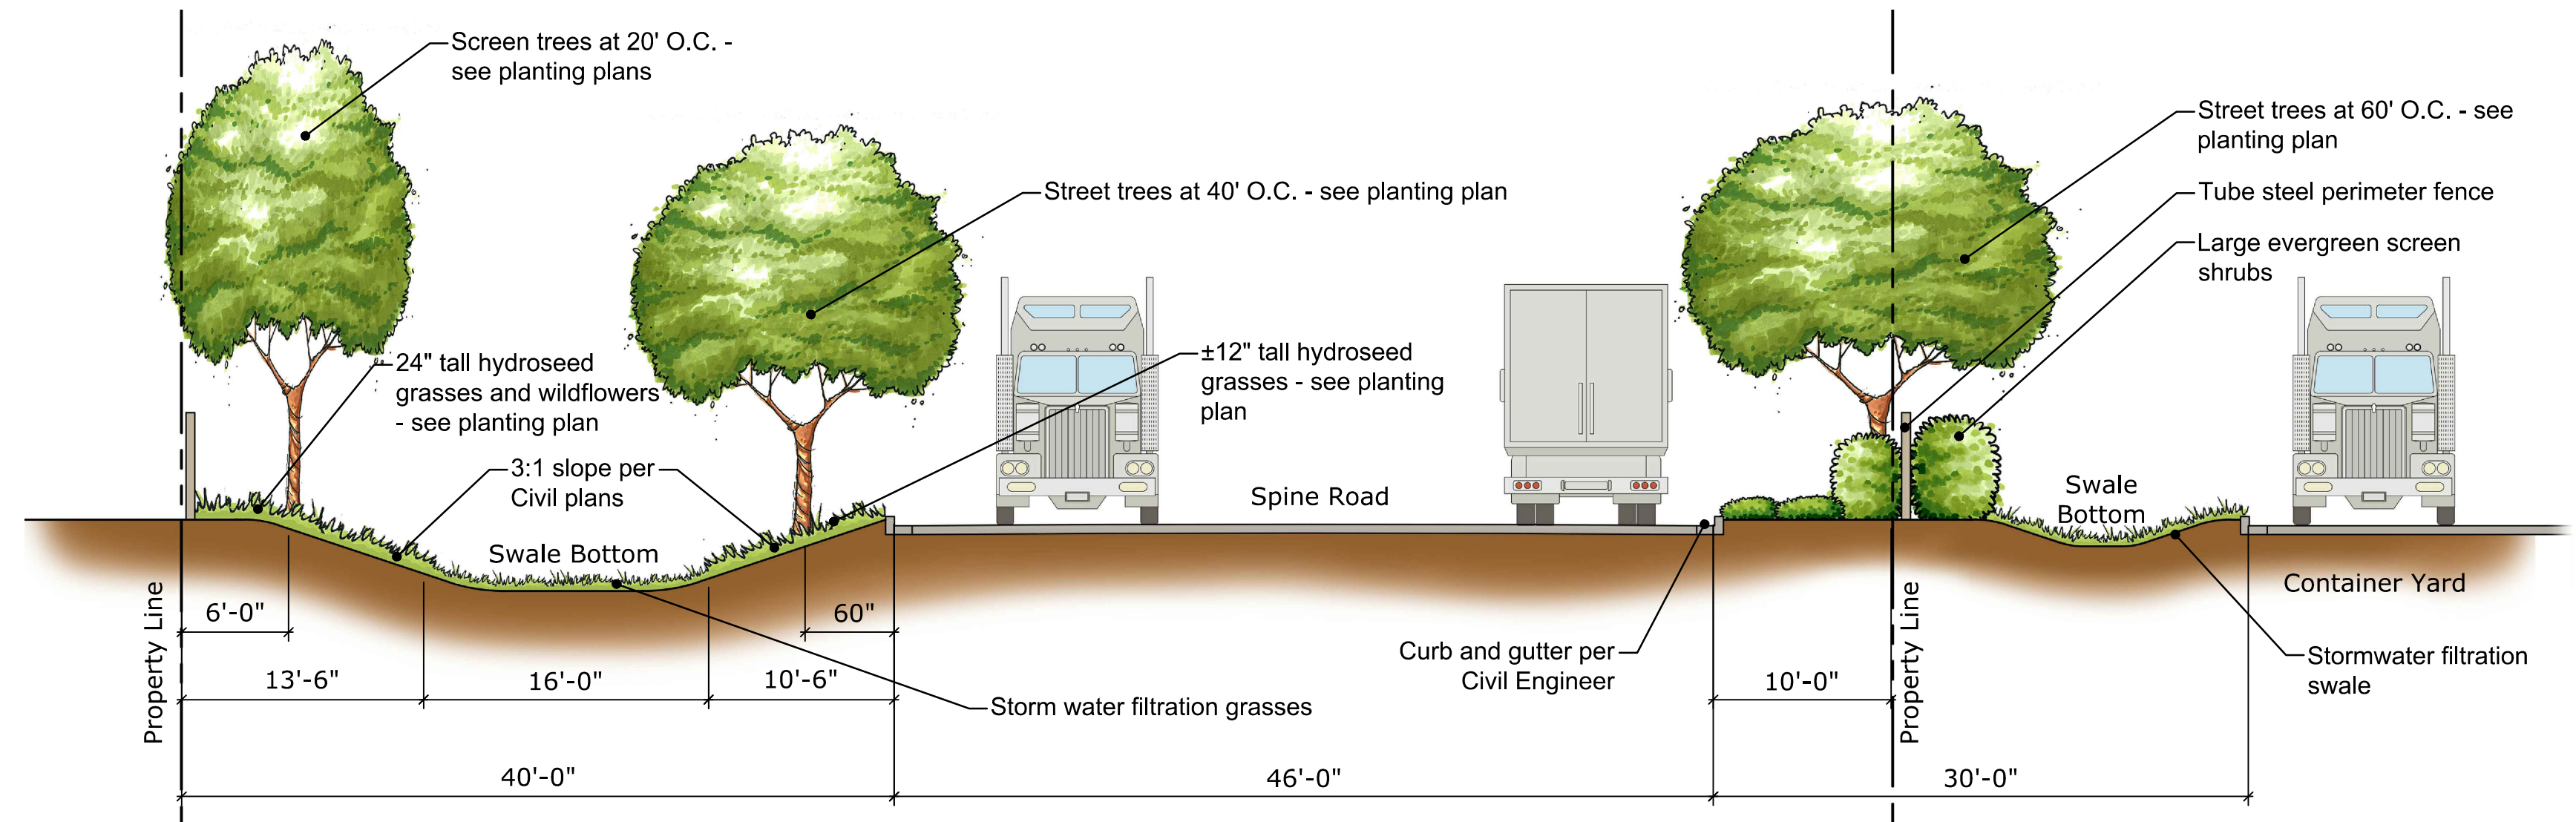 Screen trees at 20' O.C. -
see planting plans
Street trees at 40' O.C. - see planting plan
Street trees at 60' O.C. - see
planting plan
Tube steel perimeter fence
Large evergreen screen
shrubs
24" tall hydroseed
grasses and wildflowers
- see planting plan
±12" tall hydroseed
grasses - see planting
plan
3:1 slope per
Civil plans
Swale Bottom
Spine Road
Swale
Bottom
Container Yard
Property Line
6'-0"
60"
13'-6"
16'-0"
10'-6"
Storm water filtration grasses
Curb and gutter per
Civil Engineer
10'-0"
Property Line
Stormwater filtration
swale
40'-0"
46'-0"
30'-0"